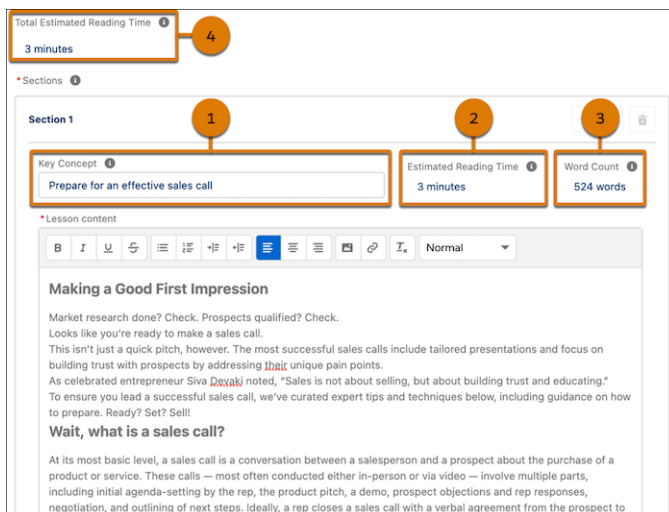 Total Estimated Reading Time
4
3 minutes
*Sections
Section 1
1
2
3
Key Concept
Estimated Reading Time
Word Count
Prepare for an effective sales call
3 minutes
524 words
*Lesson content
B I U S Normal
Making a Good First Impression
Market research done? Check. Prospects qualified? Check.
Looks like you’re ready to make a sales call.
This isn’t just a quick pitch, however. The most successful sales calls include tailored presentations and focus on
building trust with prospects by addressing their unique pain points.
As celebrated entrepreneur Siva Devaki noted, “Sales is not about selling, but about building trust and educating.”
To ensure you lead a successful sales call, we’ve curated expert tips and techniques below, including guidance on how
to prepare. Ready? Set? Sell!
Wait, what is a sales call?
At its most basic level, a sales call is a conversation between a salesperson and a prospect about the purchase of a
product or service. These calls — most often conducted either in-person or via video — involve multiple parts,
including initial agenda-setting by the rep, the product pitch, a demo, prospect objections and rep responses,
negotiation, and outlining of next steps. Ideally, a rep closes a sales call with a verbal agreement from the prospect to